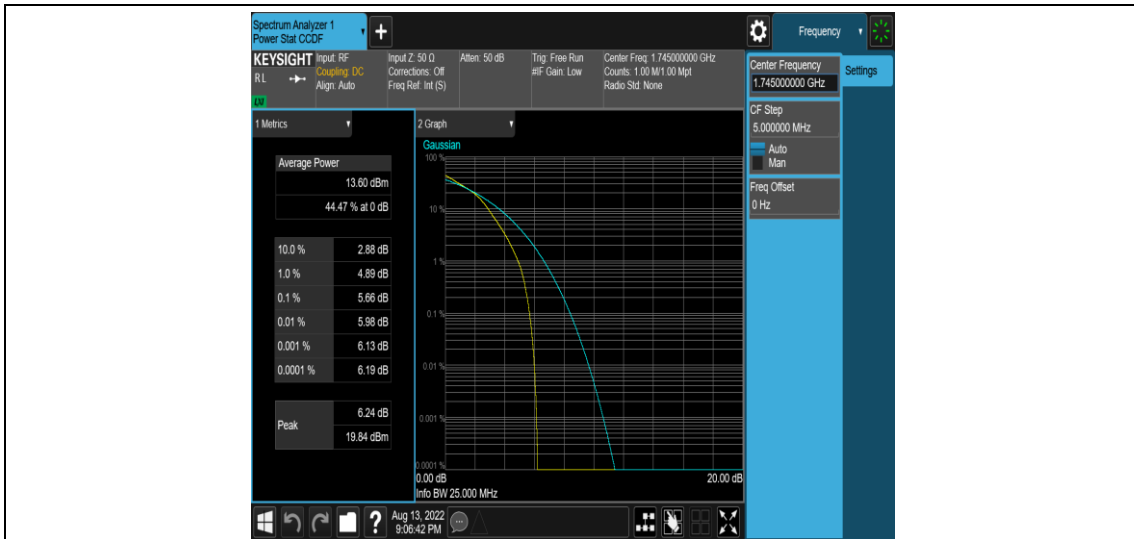 Spectrum Analyzer 1
Power Stat CCDF
+
Frequency
KEYSIGHT
RL
LXI
Input: RF
Coupling: DC
Align: Auto
Input Z: 50 Ω
Corrections: Off
Freq Ref: Int (S)
Atten: 50 dB
Trig: Free Run
#IF Gain: Low
Center Freq: 1.745000000 GHz
Counts: 1.00 M/1.00 Mpt
Radio Std: None
Center Frequency
1.745000000 GHz
Settings
CF Step
5.000000 MHz
Auto
Man
Freq Offset
0 Hz
1 Metrics
Average Power
13.60 dBm
44.47 % at 0 dB
10.0 % 2.88 dB
1.0 % 4.89 dB
0.1 % 5.66 dB
0.01 % 5.98 dB
0.001 % 6.13 dB
0.0001 % 6.19 dB
Peak
6.24 dB
19.84 dBm
2 Graph
Gaussian
100 %
10 %
1 %
0.1 %
0.01 %
0.001 %
0.0001 %
0.00 dB 20.00 dB
Info BW 25.000 MHz
?
Aug 13, 2022
9:06:42 PM